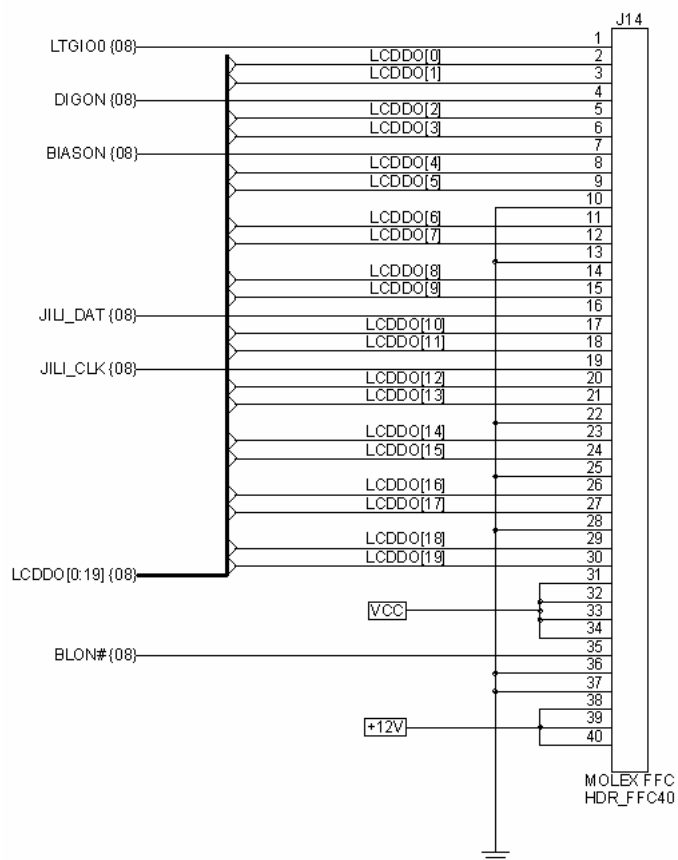 J14
LTGIO0 {08} 1
LCDDO[0] 2
LCDDO[1] 3
DIGON {08} 4
LCDDO[2] 5
LCDDO[3] 6
BIASON {08} 7
LCDDO[4] 8
LCDDO[5] 9
10
LCDDO[6] 11
LCDDO[7] 12
13
LCDDO[8] 14
LCDDO[9] 15
JILI_DAT {08} 16
LCDDO[10] 17
LCDDO[11] 18
JILI_CLK {08} 19
LCDDO[12] 20
LCDDO[13] 21
22
LCDDO[14] 23
LCDDO[15] 24
25
LCDDO[16] 26
LCDDO[17] 27
28
LCDDO[18] 29
LCDDO[19] 30
LCDDO[0:19] {08} 31
32
VCC 33
34
BLON# {08} 35
36
37
38
+12V 39
40
MOLEX FFC
HDR_FFC40